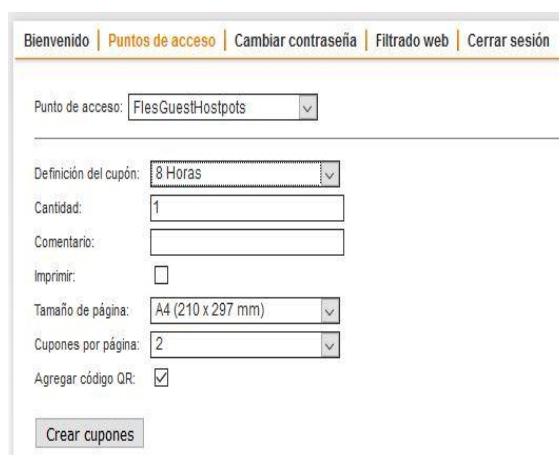 Bienvenido | Puntos de acceso | Cambiar contraseña | Filtrado web | Cerrar sesión
Punto de acceso: FlesGuestHostpots
Definición del cupón: 8 Horas
Cantidad: 1
Comentario:
Imprimir:
Tamaño de página: A4 (210 x 297 mm)
Cupones por página: 2
Agregar código QR:
Crear cupones